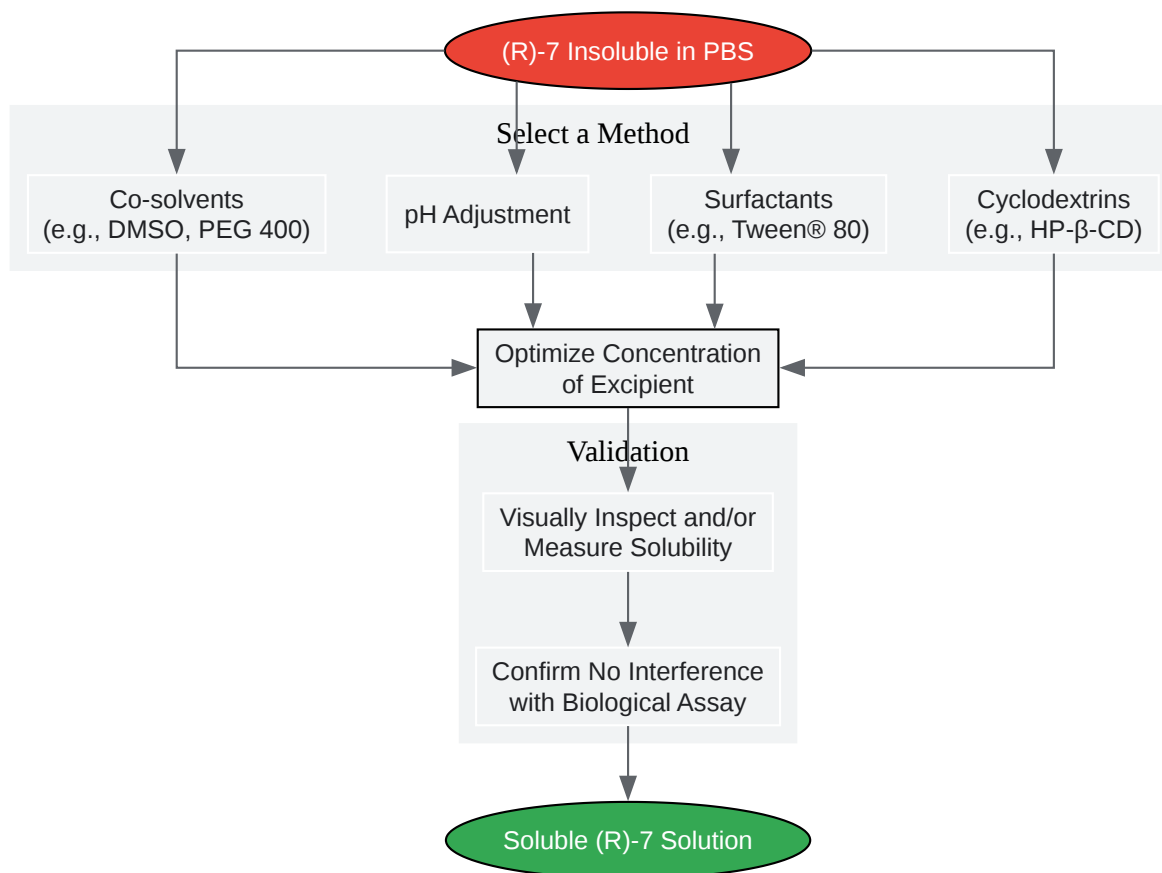 (R)-7 Insoluble in PBS
Select a Method
Co-solvents
(e.g., DMSO, PEG 400)
pH Adjustment
Surfactants
(e.g., Tween® 80)
Cyclodextrins
(e.g., HP-β-CD)
Optimize Concentration
of Excipient
Validation
Visually Inspect and/or
Measure Solubility
Confirm No Interference
with Biological Assay
Soluble (R)-7 Solution